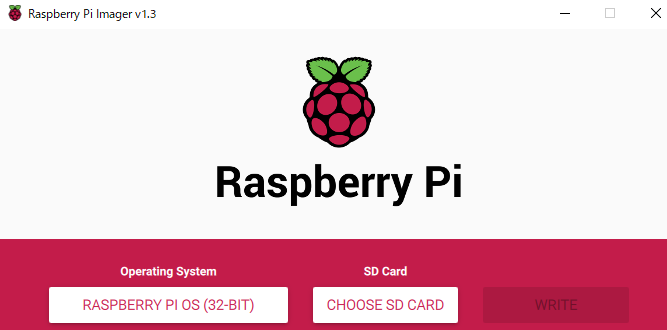 Raspberry Pi Imager v1.3
Raspberry Pi
Operating System
SD Card
RASPBERRY PI OS (32-BIT)
CHOOSE SD CARD
WRITE